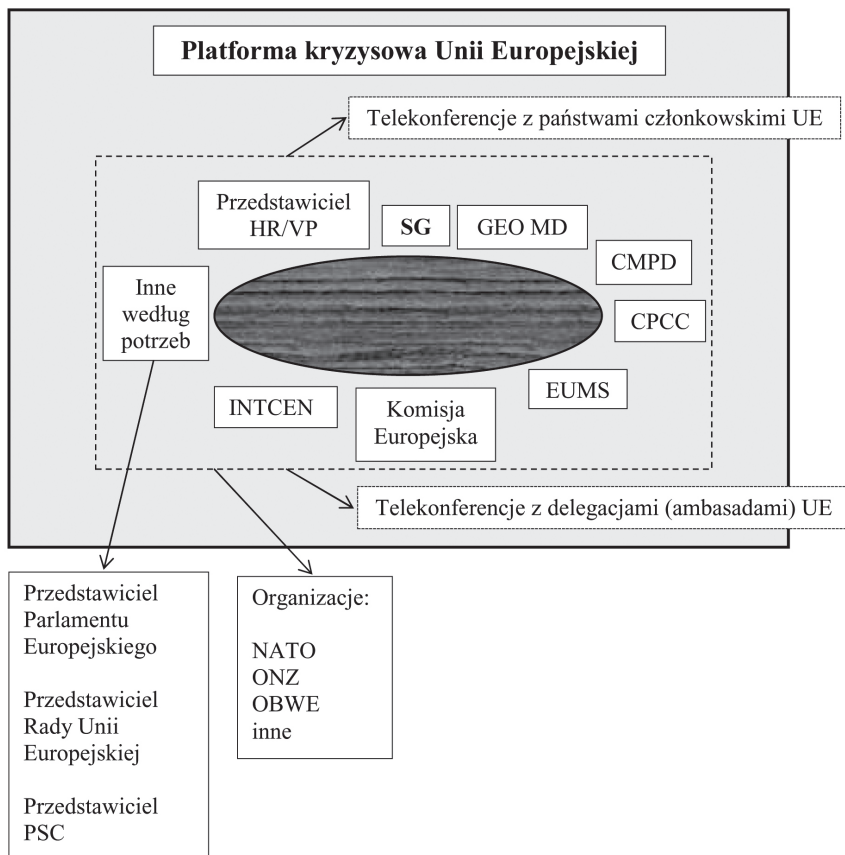 Platforma kryzysowa Unii Europejskiej
Telekonferencje z państwami członkowskimi UE
Przedstawiciel
HR/VP
SG
GEO MD
CMPD
Inne
według
potrzeb
CPCC
EUMS
INTCEN
Komisja
Europejska
Telekonferencje z delegacjami (ambasadami) UE
Przedstawiciel
Parlamentu
Europejskiego
Przedstawiciel
Rady Unii
Europejskiej
Przedstawiciel
PSC
Organizacje:
NATO
ONZ
OBWE
inne